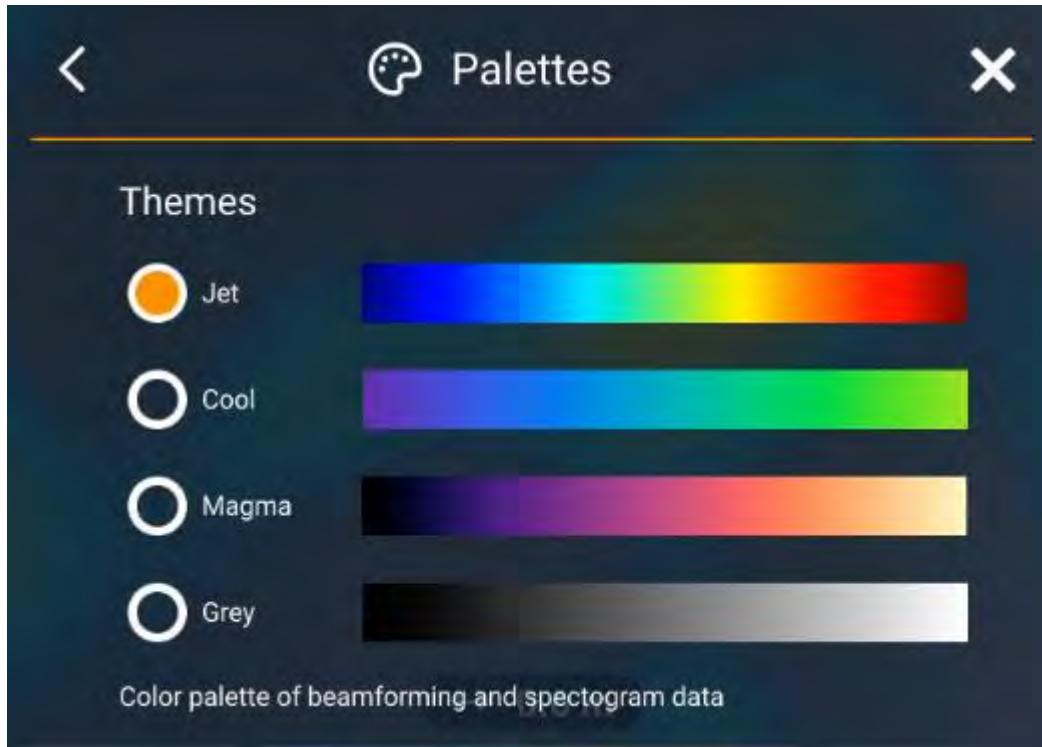 Palettes
Themes
Jet
Cool
Magma
Grey
Color palette of beamforming and spectogram data